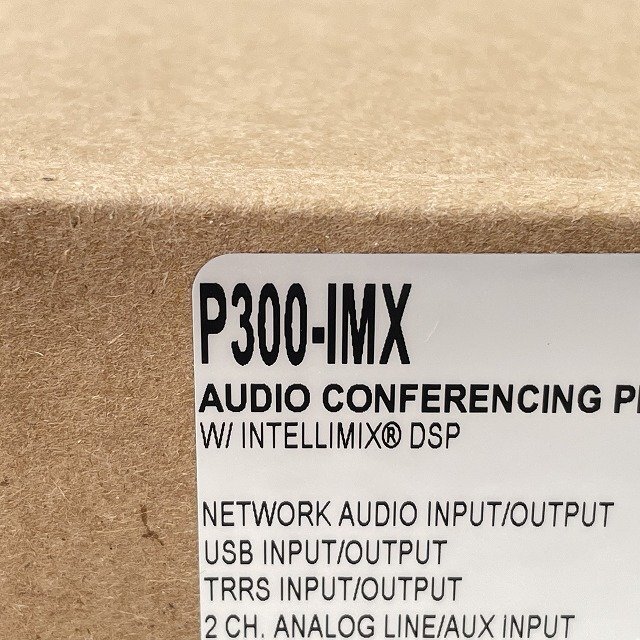 P300-IMX
AUDIO CONFERENCING
W/ INTELLIMIX® DSP
NETWORK AUDIO INPUT/OUTPUT
USB INPUT/OUTPUT
TRRS INPUT/OUTPUT
2 CH. ANALOG LINE/AUX INPUT